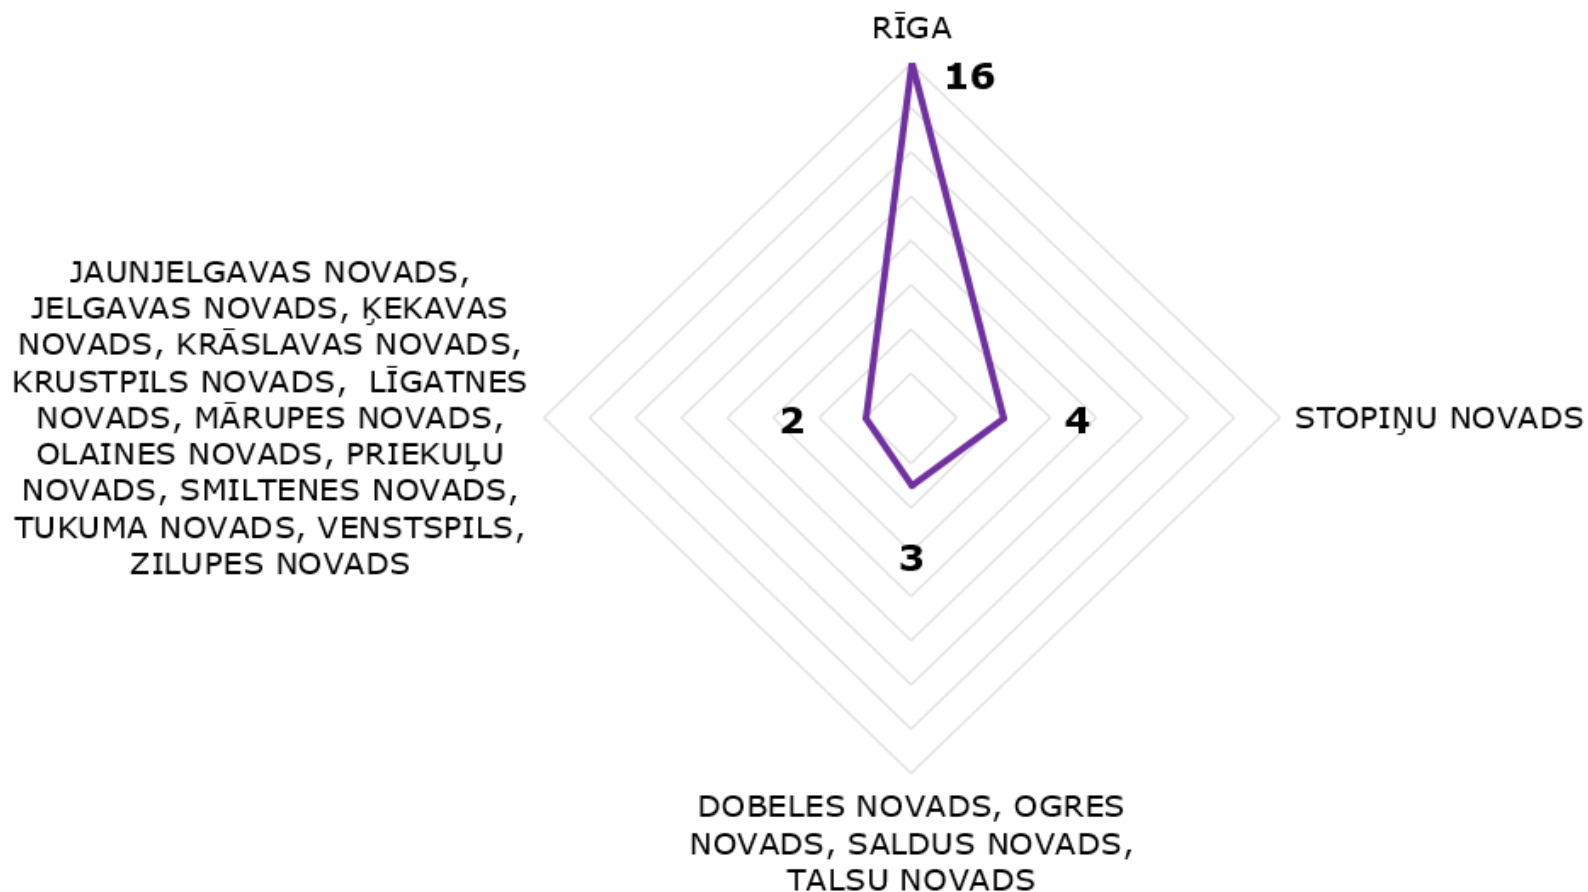 RĪGA
16
JAUNJELGAVAS NOVADS,
JELGAVAS NOVADS, ĶEKAVAS
NOVADS, KRĀSLAVAS NOVADS,
KRUSTPILS NOVADS,  LĪGATNES
NOVADS, MĀRUPES NOVADS,
OLAINES NOVADS, PRIEKUĻU
NOVADS, SMILTENES NOVADS,
TUKUMA NOVADS, VENSTSPILS,
ZILUPES NOVADS
2
4
STOPIŅU NOVADS
3
DOBELES NOVADS, OGRES
NOVADS, SALDUS NOVADS,
TALSU NOVADS